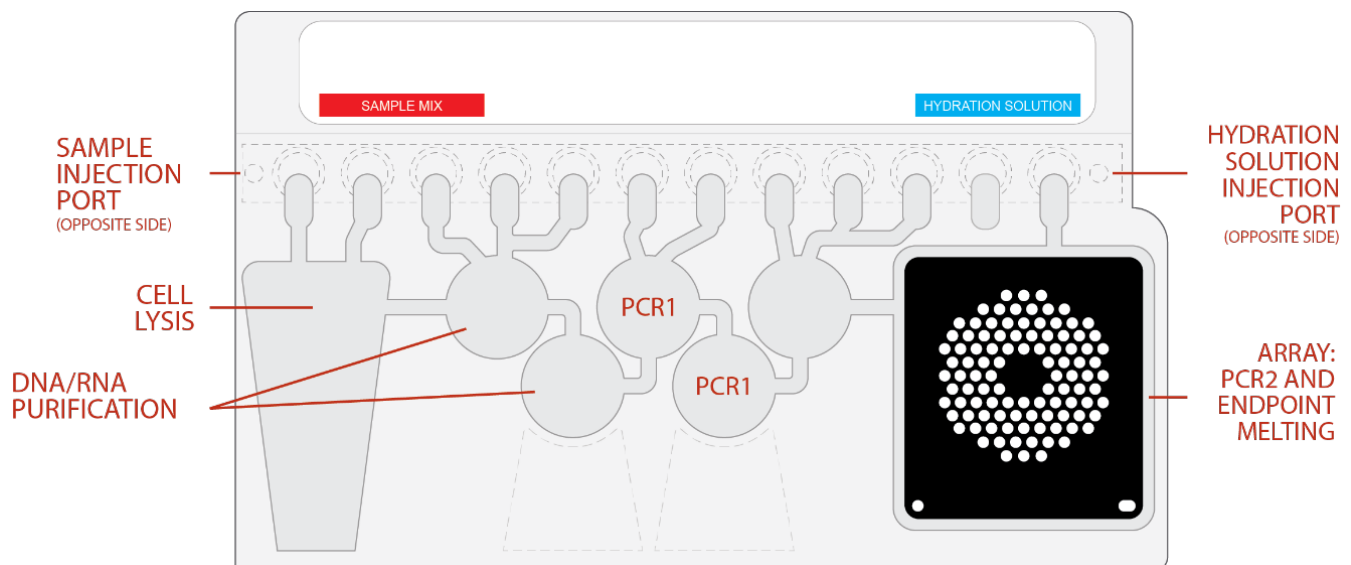 SAMPLE MIX
HYDRATION SOLUTION
SAMPLE
INJECTION
PORT
(OPPOSITE SIDE)
HYDRATION
SOLUTION
INJECTION
PORT
(OPPOSITE SIDE)
CELL
LYSIS
PCR1
DNA/RNA
PURIFICATION
PCR1
ARRAY:
PCR2 AND
ENDPOINT
MELTING